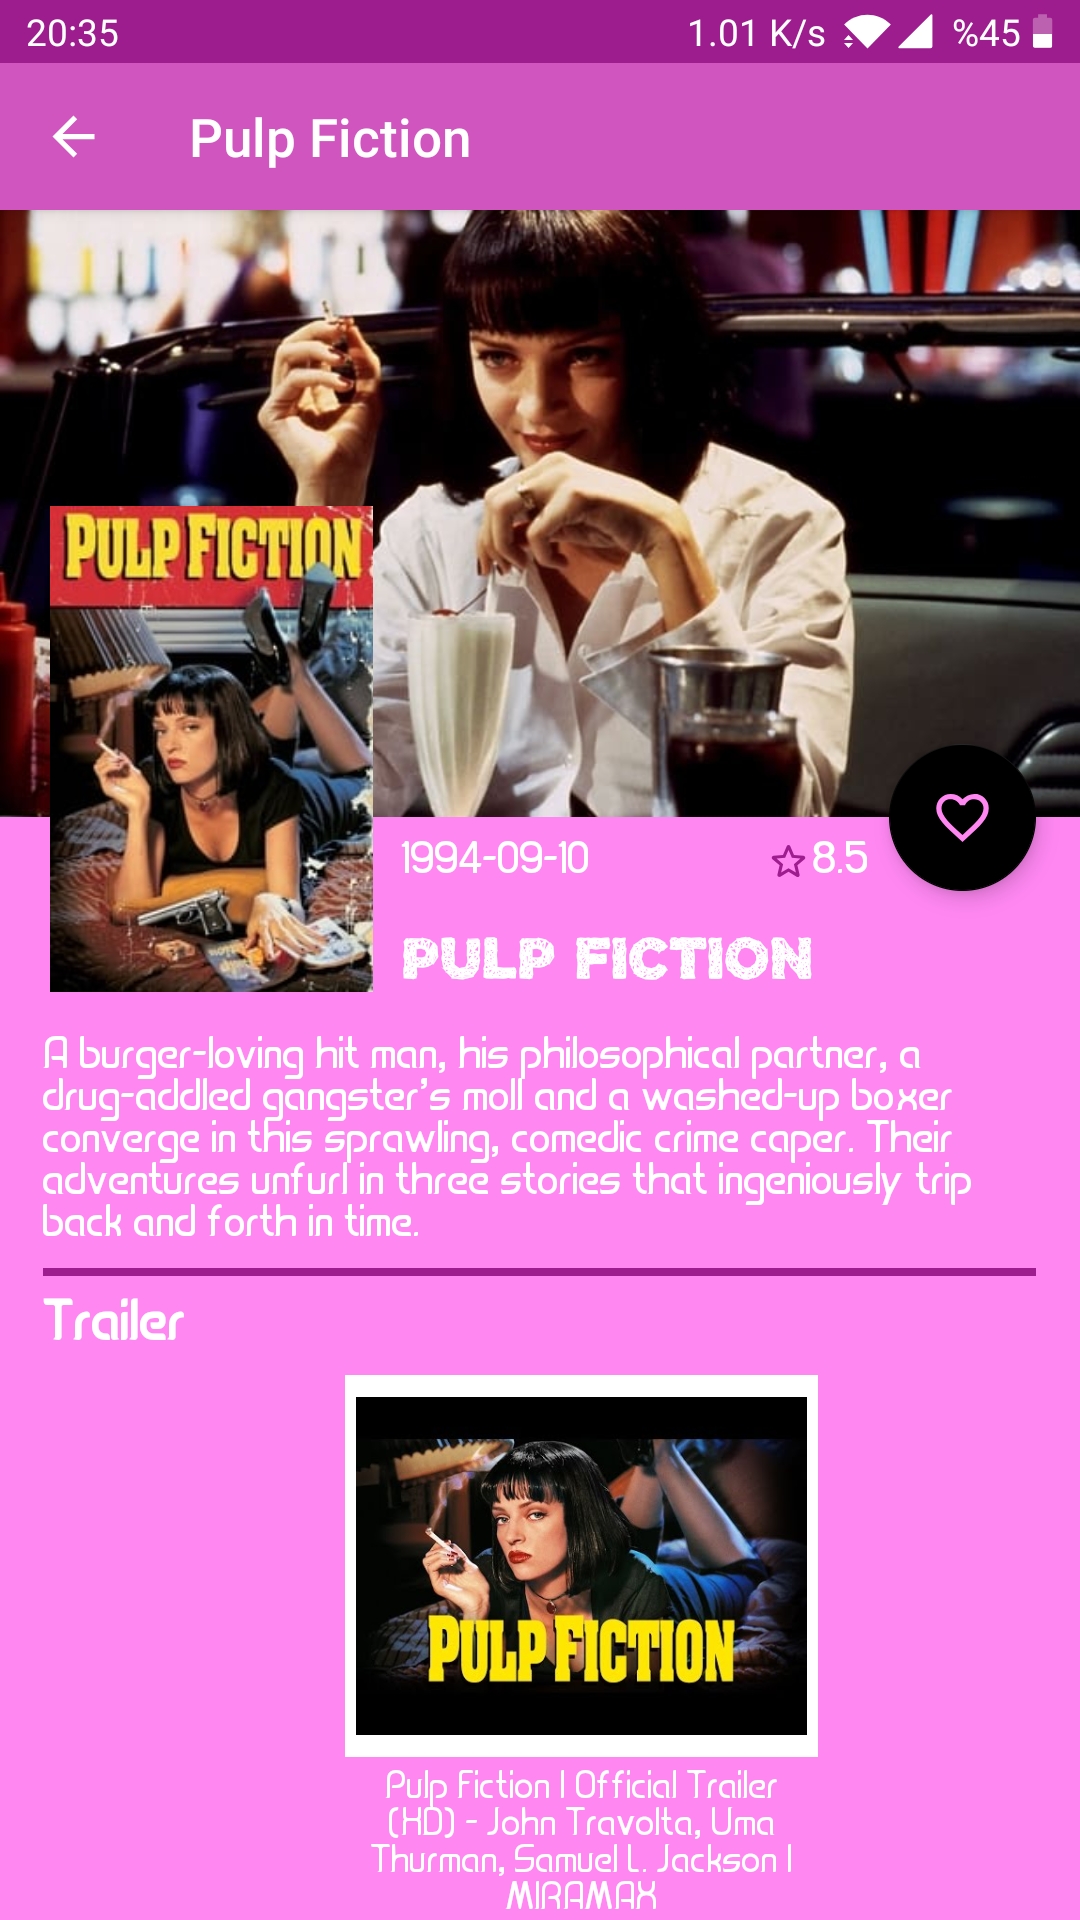 20:35 1.01 K/s %45
Pulp Fiction
PULP FICTION
1994-09-10 8.5
PULP FICTION
A burger-loving hit man, his philosophical partner, a
drug-addled gangster's moll and a washed-up boxer
converge in this sprawling, comedic crime caper. Their
adventures unfurl in three stories that ingeniously trip
back and forth in time.
Trailer
PULP FICTION
Pulp Fiction | Official Trailer
(HD) - John Travolta, Uma
Thurman, Samuel L. Jackson |
MIRAMAX